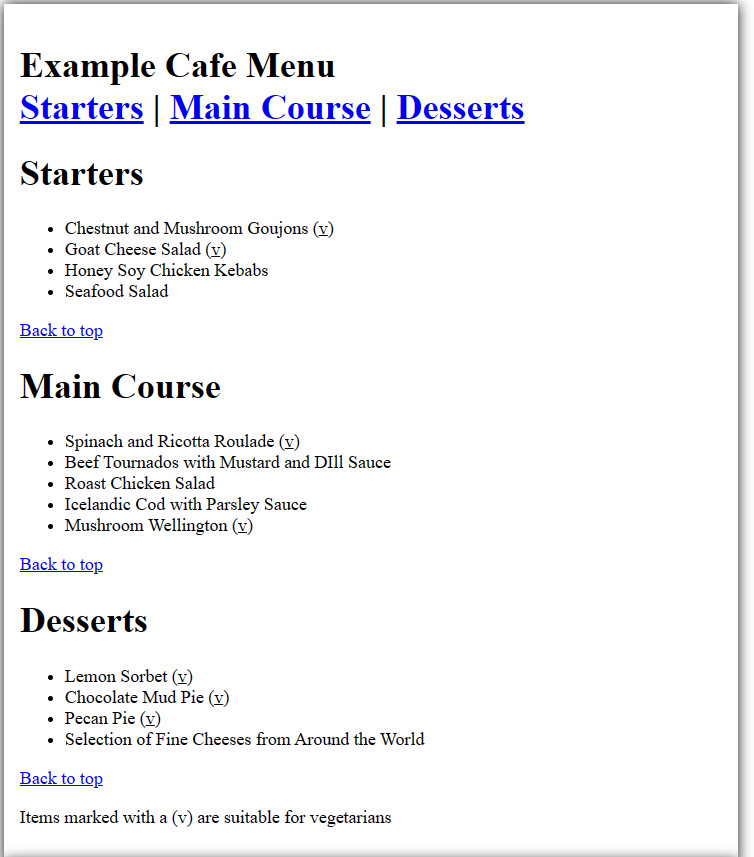 Example Cafe Menu
Starters | Main Course | Desserts
Starters
• Chestnut and Mushroom Goujons (v)
• Goat Cheese Salad (v)
• Honey Soy Chicken Kebabs
• Seafood Salad
Back to top
Main Course
• Spinach and Ricotta Roulade (v)
• Beef Tournados with Mustard and DIll Sauce
• Roast Chicken Salad
• Icelandic Cod with Parsley Sauce
• Mushroom Wellington (v)
Back to top
Desserts
• Lemon Sorbet (v)
• Chocolate Mud Pie (v)
• Pecan Pie (v)
• Selection of Fine Cheeses from Around the World
Back to top
Items marked with a (v) are suitable for vegetarians